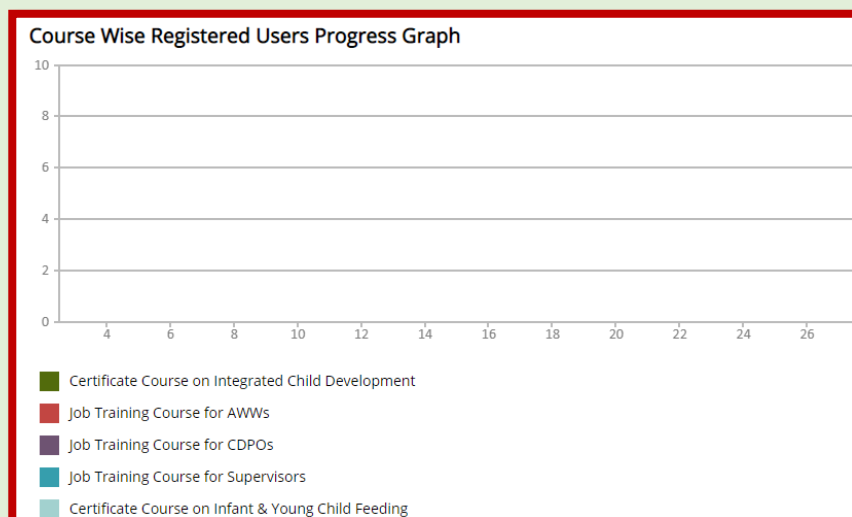 Course Wise Registered Users Progress Graph
10
8
6
4
2
0
4 6 8 10 12 14 16 18 20 22 24 26
Certificate Course on Integrated Child Development
Job Training Course for AWWs
Job Training Course for CDPOs
Job Training Course for Supervisors
Certificate Course on Infant & Young Child Feeding